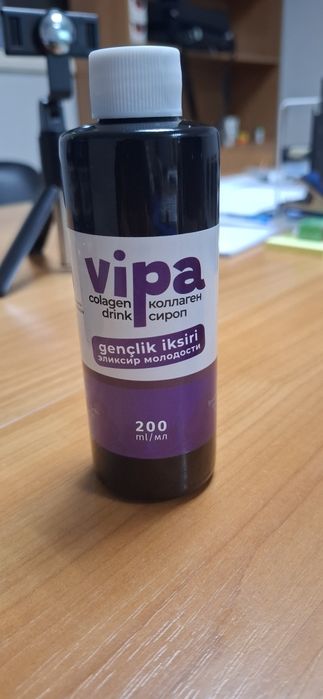 vipa
colagen
drink
коллаген
сироп
gençlik iksiri
эликсир молодости
200
ml/мл